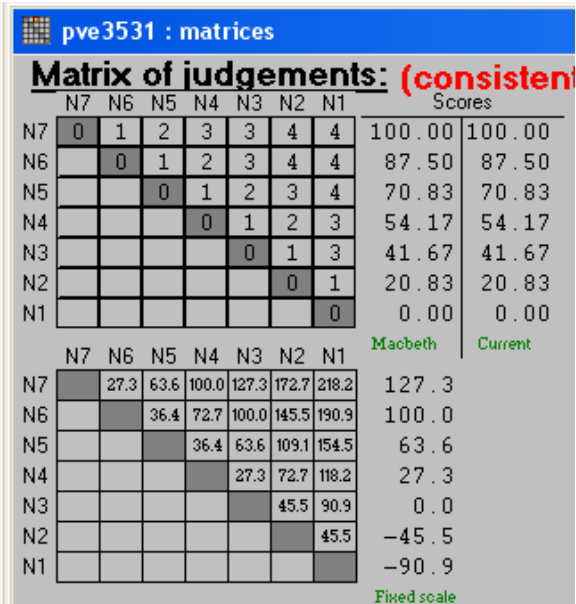 pve3531 : matrices
Matrix of judgements: (consistent
N7 N6 N5 N4 N3 N2 N1 Scores
N7 0 1 2 3 3 4 4 100.00 100.00
N6 0 1 2 3 4 4 87.50 87.50
N5 0 1 2 3 4 70.83 70.83
N4 0 1 2 3 54.17 54.17
N3 0 1 3 41.67 41.67
N2 0 1 20.83 20.83
N1 0 0.00 0.00
Macbeth Current
N7 N6 N5 N4 N3 N2 N1
N7 27.3 63.6 100.0 127.3 172.7 218.2 127.3
N6 36.4 72.7 100.0 145.5 190.9 100.0
N5 36.4 63.6 109.1 154.5 63.6
N4 27.3 72.7 118.2 27.3
N3 45.5 90.9 0.0
N2 45.5 -45.5
N1 -90.9
Fixed scale